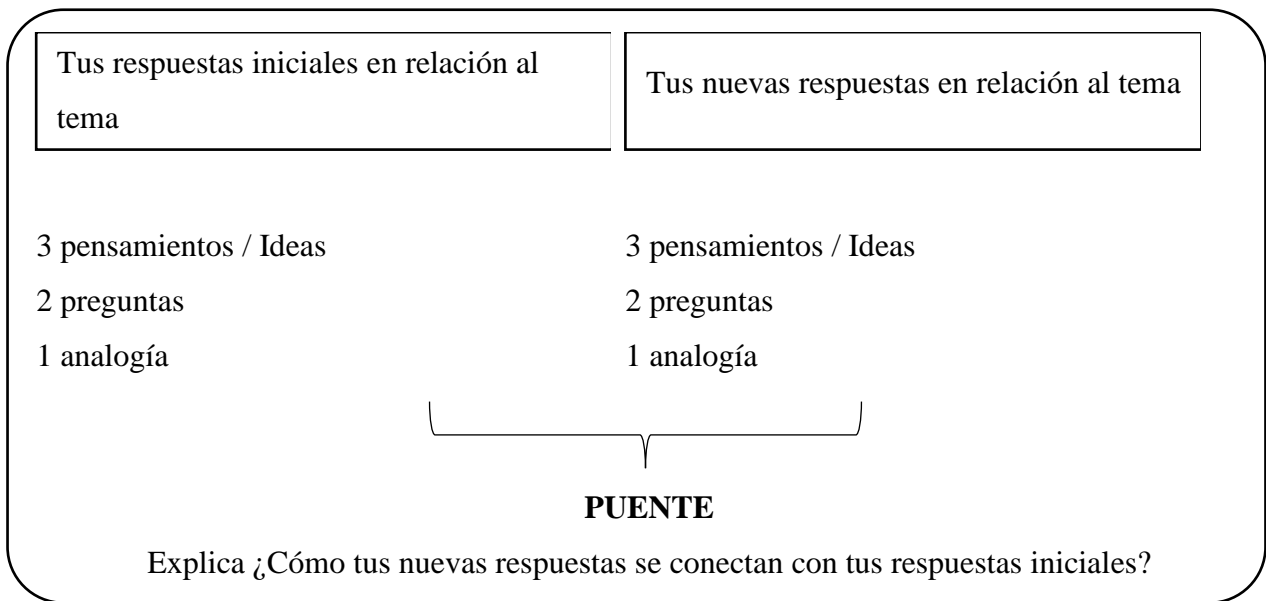 Tus respuestas iniciales en relación al
tema
Tus nuevas respuestas en relación al tema
3 pensamientos / Ideas
2 preguntas
1 analogía
3 pensamientos / Ideas
2 preguntas
1 analogía
PUENTE
Explica ¿Cómo tus nuevas respuestas se conectan con tus respuestas iniciales?